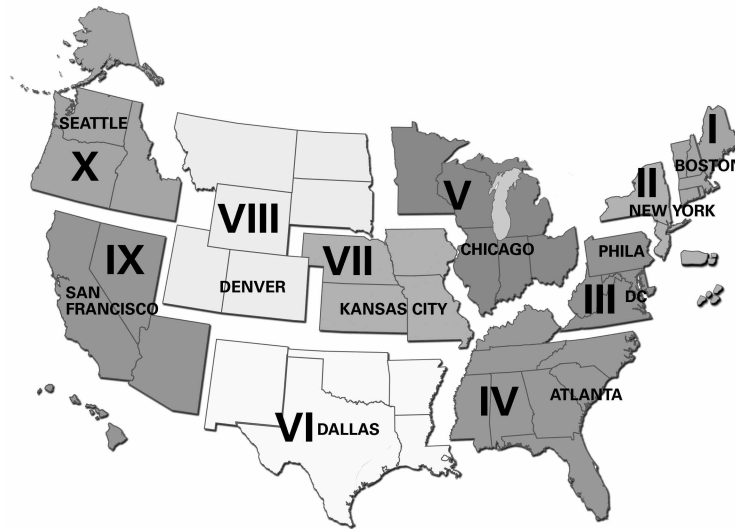 SEATTLE
X
I
BOSTON
II
NEW YORK
V
CHICAGO
VIII
DENVER
VII
KANSAS CITY
IX
SAN
FRANCISCO
PHILA
III
DC
IV
ATLANTA
VI DALLAS